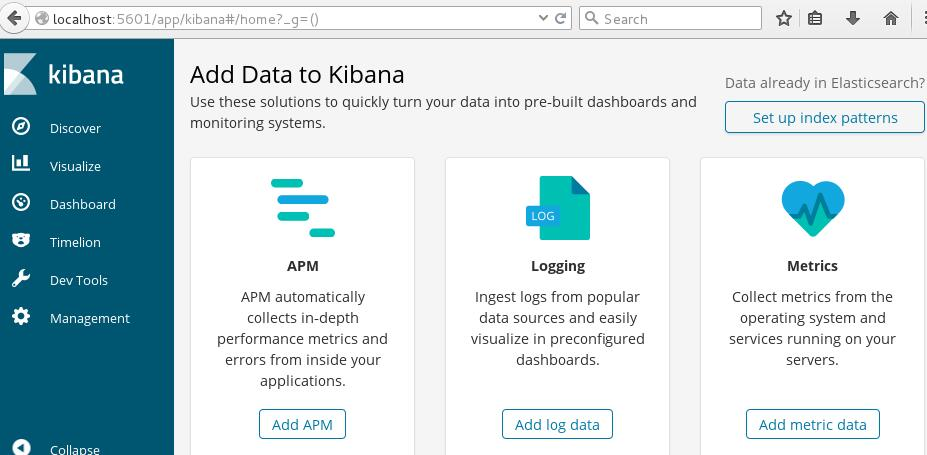 localhost:5601/app/kibana#/home?_g=()
Search
kibana
Discover
Visualize
Dashboard
Timelion
Dev Tools
Management
Collapse
Add Data to Kibana
Use these solutions to quickly turn your data into pre-built dashboards and
monitoring systems.
Data already in Elasticsearch?
Set up index patterns
APM
APM automatically
collects in-depth
performance metrics and
errors from inside your
applications.
Add APM
LOG
Logging
Ingest logs from popular
data sources and easily
visualize in preconfigured
dashboards.
Add log data
Metrics
Collect metrics from the
operating system and
services running on your
servers.
Add metric data